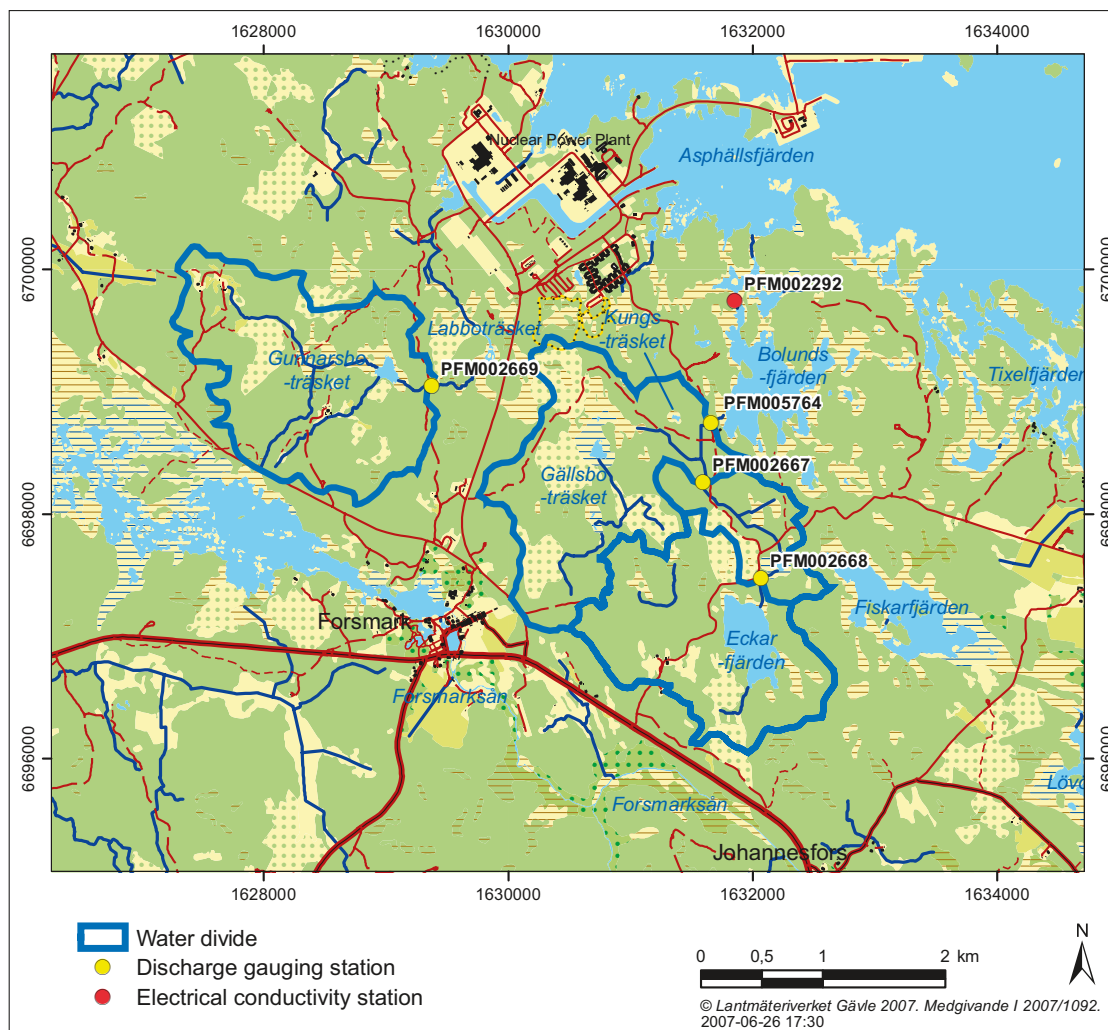 1628000
1630000
1632000
1634000
Nuclear Power Plant
Asphällsfjärden
6700000
6700000
PFM002292
Labboträsket
Kungs
-träsket
Gunnarsbo
-träsket
Bolunds
-fjärden
Tixelfjärden
PFM002669
PFM005764
PFM002667
Gällsbo
-träsket
6698000
6698000
PFM002668
Fiskarfjärden
Forsmark
Eckar
-fjärden
Forsmarksån
6696000
6696000
Forsmarksån
Johannesfors
1628000
1630000
1632000
1634000
Water divide
Discharge gauging station
Electrical conductivity station
N
0 0,5 1 2 km
© Lantmäteriverket Gävle 2007. Medgivande I 2007/1092.
2007-06-26 17:30